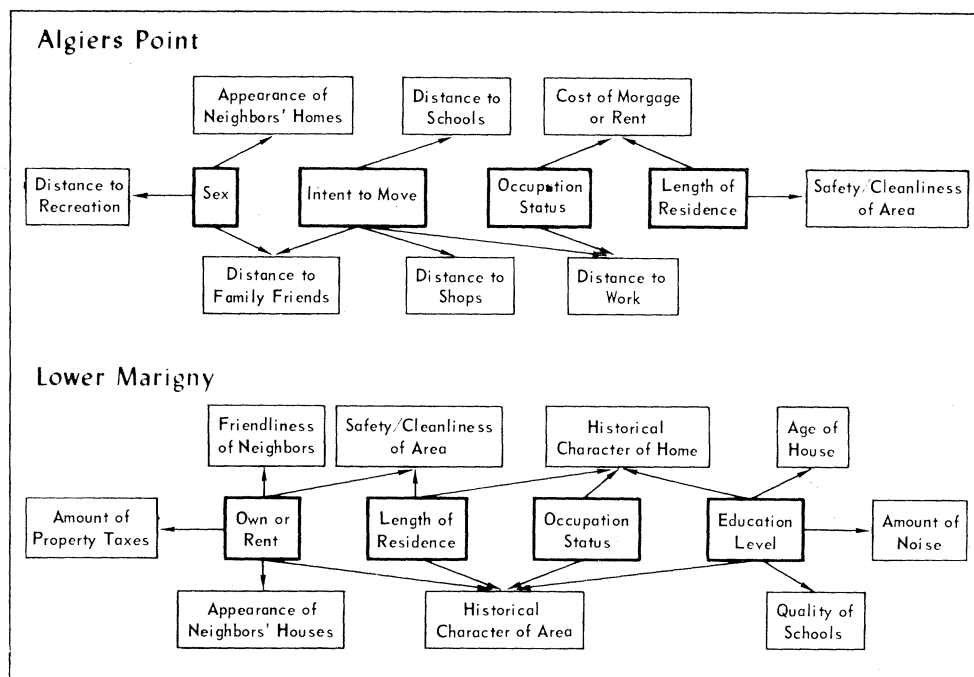 Algiers Point
Appearance of
Neighbors' Homes
Distance to
Schools
Cost of Morgage
or Rent
Distance to
Recreation
Sex
Intent to Move
Occupation
Status
Length of
Residence
Safety/Cleanliness
of Area
Distance to
Family Friends
Distance to
Shops
Distance to
Work
Lower Marigny
Friendliness
of Neighbors
Safety/Cleanliness
of Area
Historical
Character of Home
Age of
House
Amount of
Property Taxes
Own or
Rent
Length of
Residence
Occupation
Status
Education
Level
Amount of
Noise
Appearance of
Neighbors' Houses
Historical
Character of Area
Quality of
Schools